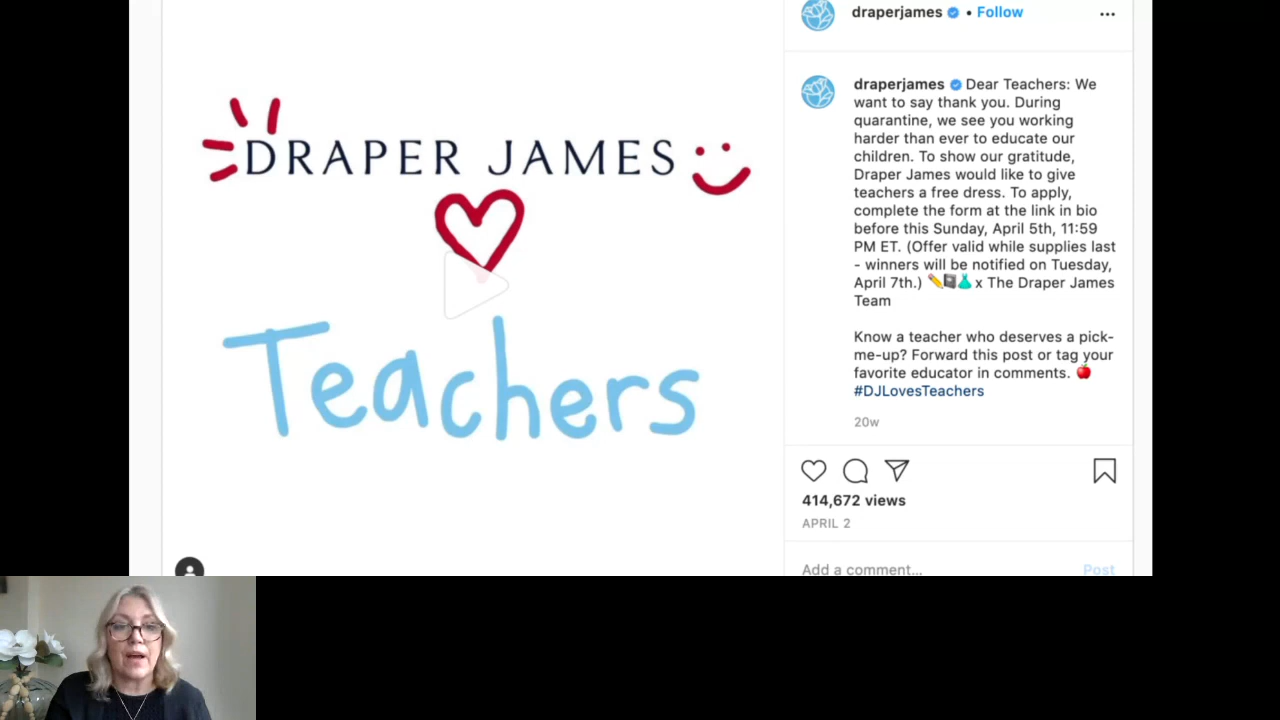 DRAPER JAMES
Teachers
draperjames • Follow
draperjames Dear Teachers: We
want to say thank you. During
quarantine, we see you working
harder than ever to educate our
children. To show our gratitude,
Draper James would like to give
teachers a free dress. To apply,
complete the form at the link in bio
before this Sunday, April 5th, 11:59
PM ET. (Offer valid while supplies last
- winners will be notified on Tuesday,
April 7th.) ✏️📓👗 x The Draper James
Team
Know a teacher who deserves a pick-
me-up? Forward this post or tag your
favorite educator in comments. 🍎
#DJLovesTeachers
20w
414,672 views
APRIL 2
Add a comment... Post